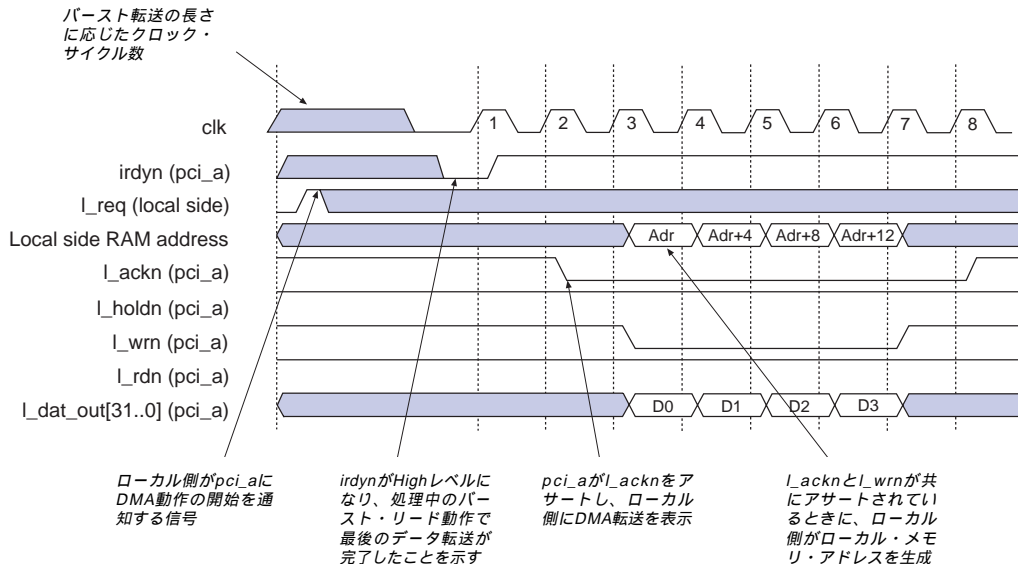 バースト転送の長さ
に応じたクロック・
サイクル数
clk
1 2 3 4 5 6 7 8
irdyn (pci_a)
l_req (local side)
Local side RAM address
Adr Adr+4 Adr+8 Adr+12
l_ackn (pci_a)
l_holdn (pci_a)
l_wrn (pci_a)
l_rdn (pci_a)
l_dat_out[31..0] (pci_a)
D0 D1 D2 D3
ローカル側がpci_aに
DMA動作の開始を通
知する信号
irdynがHighレベルに
なり、処理中のバー
スト・リード動作で
最後のデータ転送が
完了したことを示す
pci_aがl_acknをア
サートし、ローカル
側にDMA転送を表示
l_acknとl_wrnが共
にアサートされてい
るときに、ローカル
側がローカル・メモ
リ・アドレスを生成